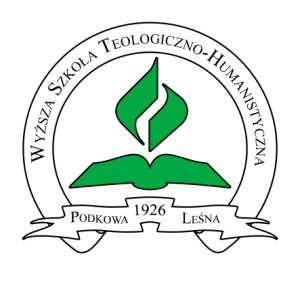 Wyższa Szkoła Teologiczno-Humanistyczna
Podkowa 1926 Leśna